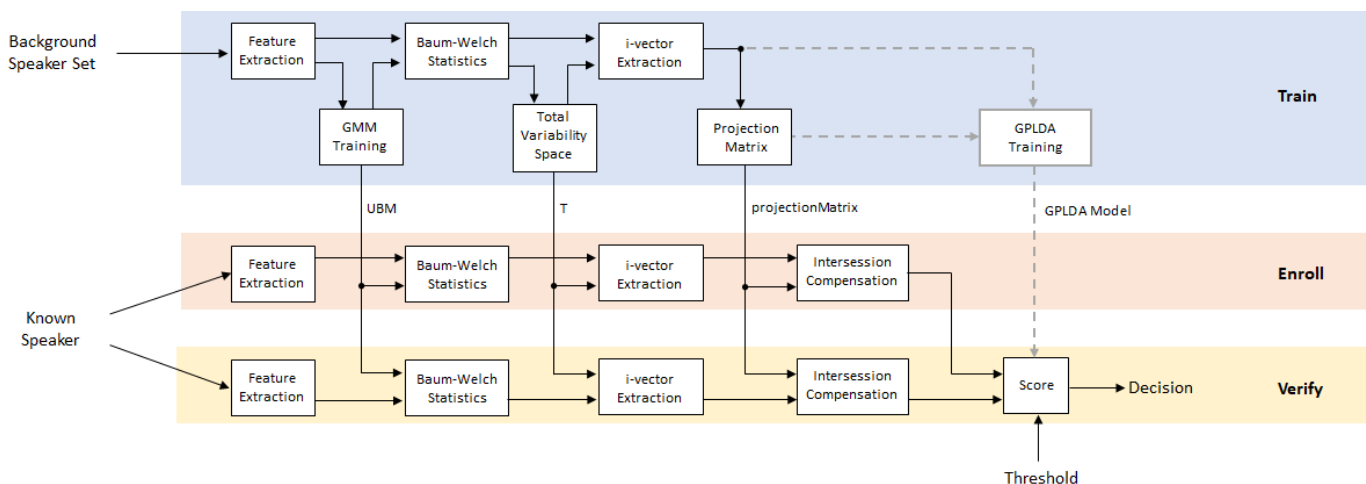 Background
Speaker Set
Feature
Extraction
Baum-Welch
Statistics
i-vector
Extraction
GMM
Training
Total
Variability
Space
Projection
Matrix
GPLDA
Training
Train
UBM
T
projectionMatrix
GPLDA Model
Known
Speaker
Feature
Extraction
Baum-Welch
Statistics
i-vector
Extraction
Intersession
Compensation
Enroll
Feature
Extraction
Baum-Welch
Statistics
i-vector
Extraction
Intersession
Compensation
Score
Decision
Verify
Threshold